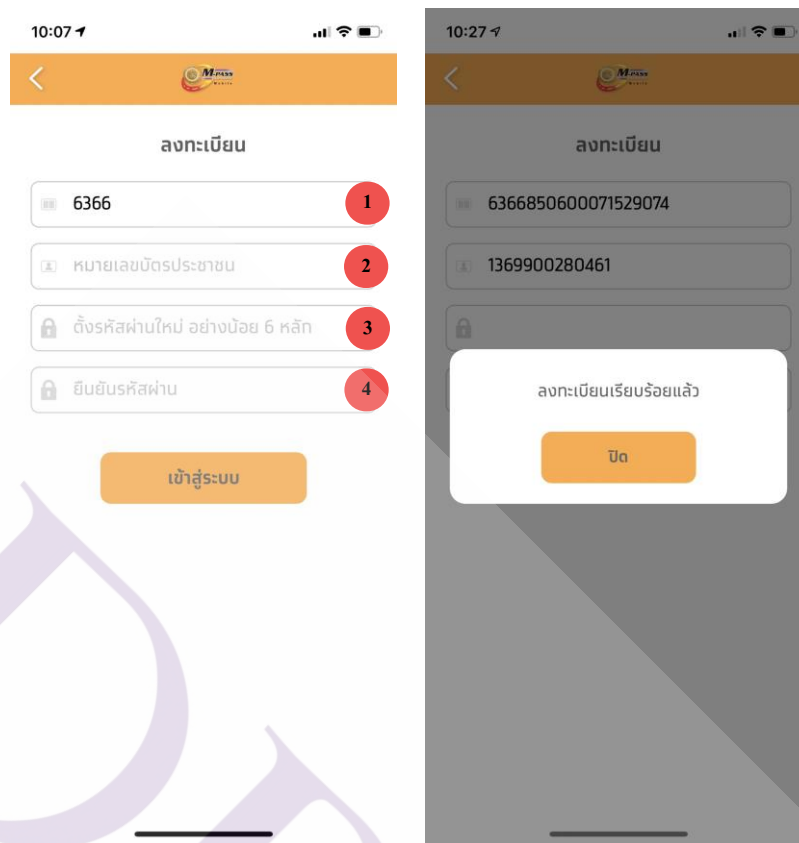 10:07
M-PASS
ลงทะเบียน
6366
1
หมายเลขบัตรประชาชน
2
ตั้งรหัสผ่านใหม่ อย่างน้อย 6 หลัก
3
ยืนยันรหัสผ่าน
4
เข้าสู่ระบบ
10:27
M-PASS
ลงทะเบียน
6366850600071529074
1369900280461
ลงทะเบียนเรียบร้อยแล้ว
ปิด